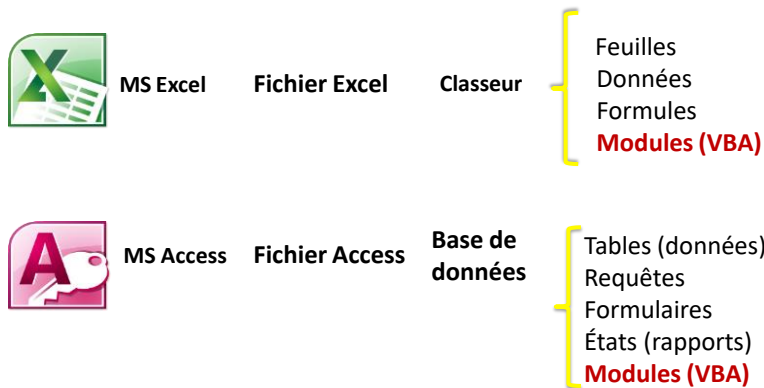 MS Excel Fichier Excel Classeur
Feuilles
Données
Formules
Modules (VBA)
MS Access Fichier Access Base de données
Tables (données)
Requêtes
Formulaires
États (rapports)
Modules (VBA)